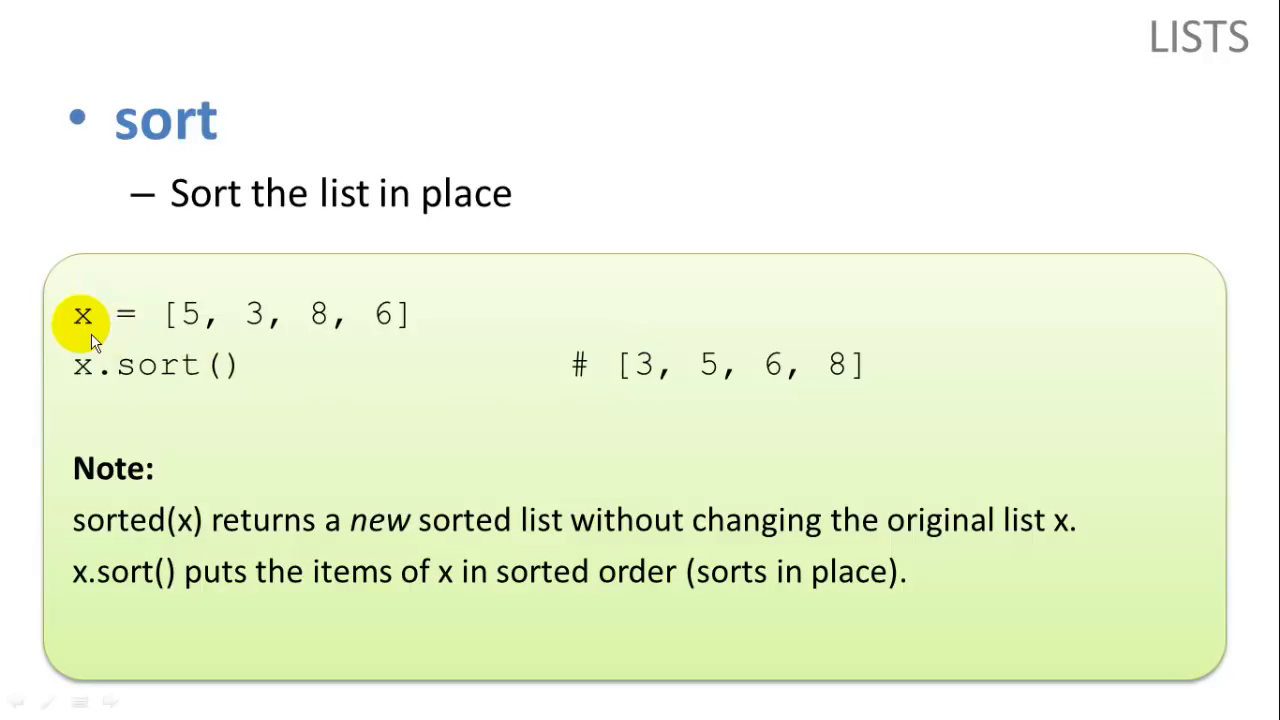 LISTS
• sort
– Sort the list in place
x = [5, 3, 8, 6]
x.sort() # [3, 5, 6, 8]
Note:
sorted(x) returns a new sorted list without changing the original list x.
x.sort() puts the items of x in sorted order (sorts in place).